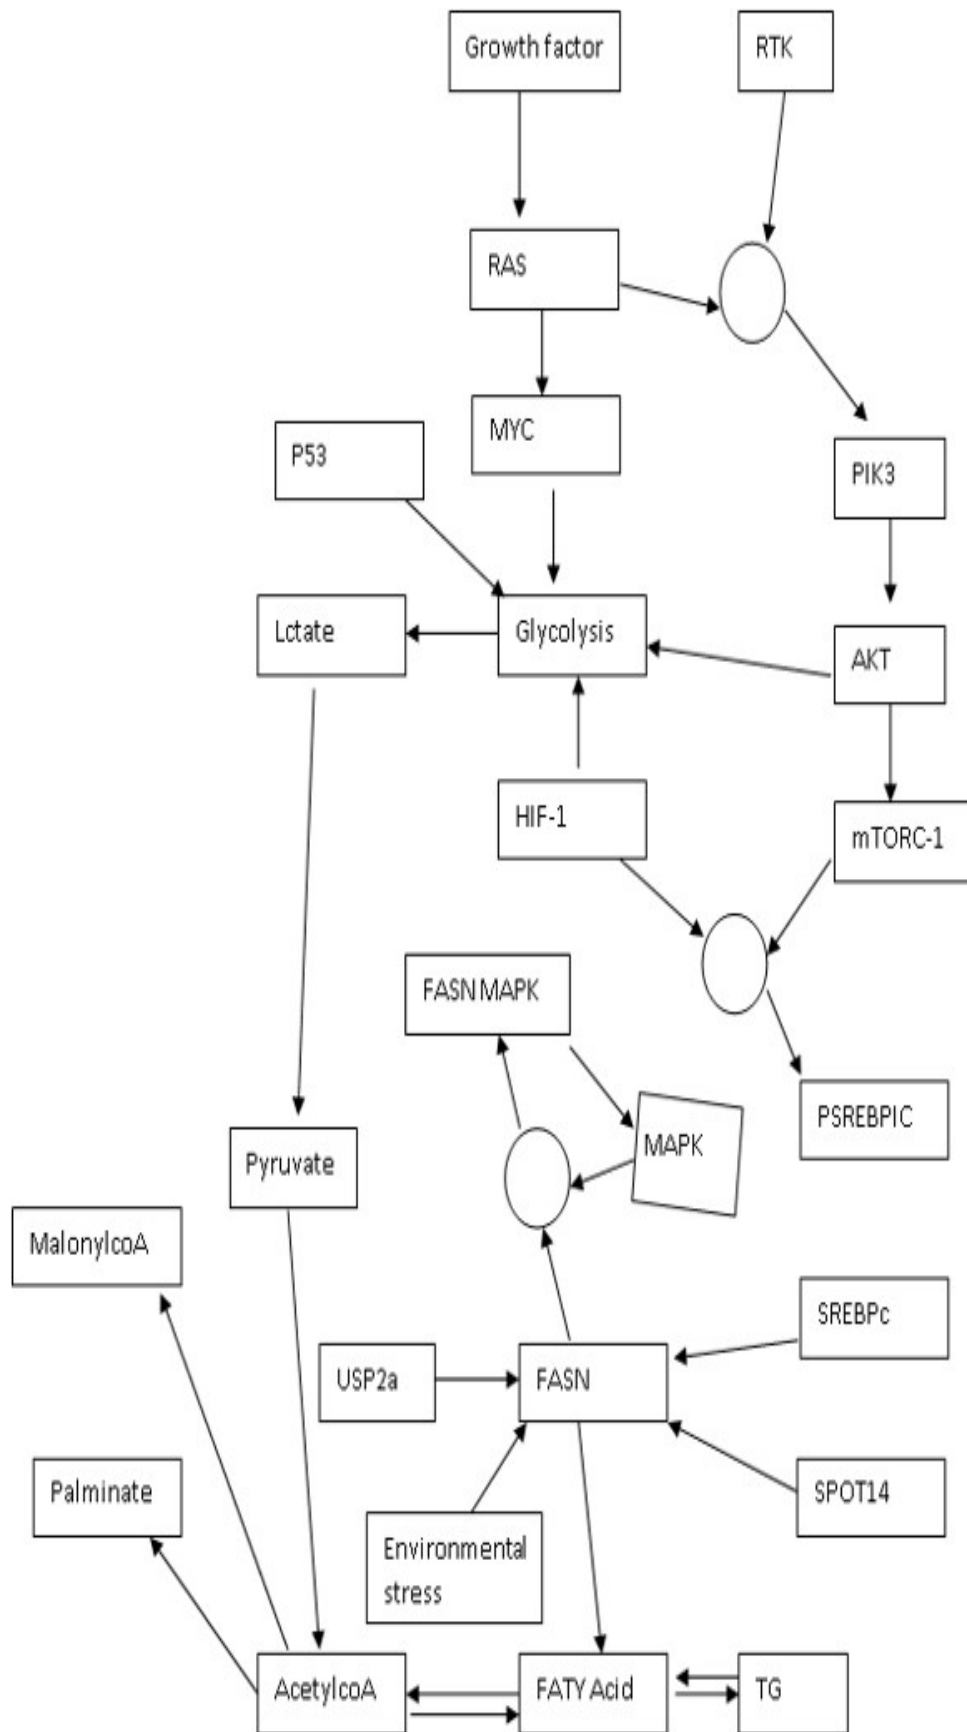 Growth factor
RTK
RAS
MYC
P53
PIK3
Lctate
Glycolysis
AKT
HIF-1
mTORC-1
FASN MAPK
PSREBPIC
MAPK
Pyruvate
MalonylcoA
SREBPc
USP2a
FASN
Palminate
SPOT14
Environmental
stress
AcetylcoA
FATY Acid
TG